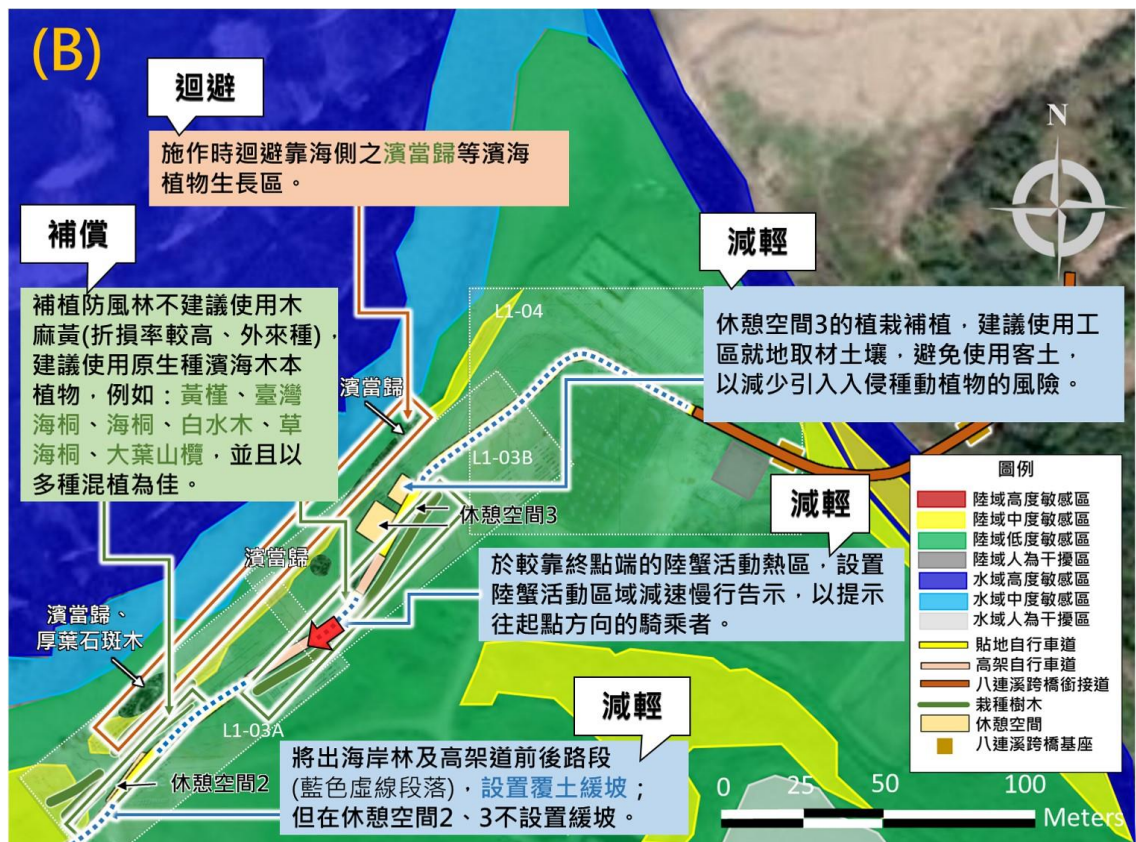 (B)
迴避
施作時迴避靠海側之濱當歸等濱海
植物生長區。
補償
補植防風林不建議使用木
麻黃(折損率較高、外來種)，
建議使用原生種濱海木本
植物，例如：黃槿、臺灣
海桐、海桐、白水木、草
海桐、大葉山欖，並且以
多種混植為佳。
減輕
休憩空間3的植栽補植，建議使用工
區就地取材土壤，避免使用客土，
以減少引入入侵種動植物的風險。
N
L1-04
濱當歸
L1-03B
休憩空間3
減輕
於較靠終點端的陸蟹活動熱區，設置
陸蟹活動區域減速慢行告示，以提示
往起點方向的騎乘者。
濱當歸
濱當歸、
厚葉石斑木
L1-03A
休憩空間2
減輕
將出海岸林及高架道前後路段
(藍色虛線段落)，設置覆土緩坡；
但在休憩空間2、3不設置緩坡。
圖例
陸域高度敏感區
陸域中度敏感區
陸域低度敏感區
陸域人為干擾區
水域高度敏感區
水域中度敏感區
水域人為干擾區
貼地自行車道
高架自行車道
八連溪跨橋銜接道
栽種樹木
休憩空間
八連溪跨橋基座
0 25 50 100
Meters